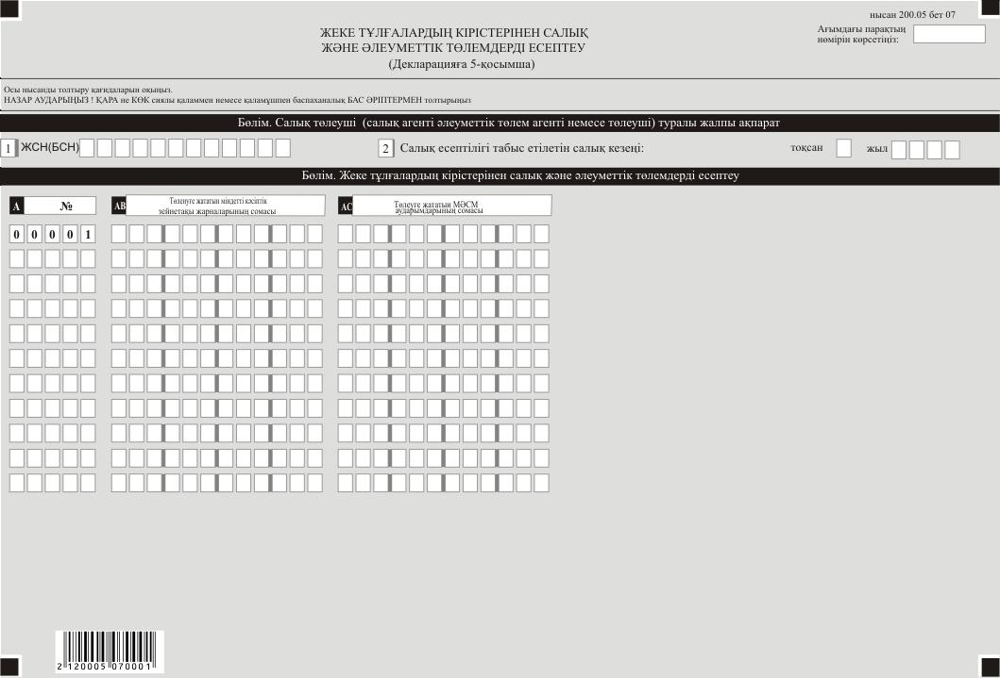 нысан 200.05 бет 07
ЖЕКЕ ТҰЛҒАЛАРДЫҢ КІРІСТЕРІНЕН САЛЫҚ
ЖӘНЕ ӘЛЕУМЕТТІК ТӨЛЕМДЕРДІ ЕСЕПТЕУ
(Декларацияға 5-қосымша)
Ағымдағы парақтың
нөмірін көрсетіңіз:
Осы нысанды толтыру қағидаларын оқыңыз.
НАЗАР АУДАРЫҢЫЗ ! ҚАРА не КӨК сиялы қаламмен немесе қаламұшпен баспаханалық БАС ӘРІПТЕРМЕН толтырыңыз
Бөлім. Салық төлеуші (салық агенті әлеуметтік төлем агенті немесе төлеуші) туралы жалпы ақпарат
1 ЖСН(БСН)
2 Салық есептілігі табыс етілетін салық кезеңі: тоқсан жыл
Бөлім. Жеке тұлғалардың кірістерінен салық және әлеуметтік төлемдерді есептеу
A №
AB Төленуге жататын міндетті кәсіптік
зейнетақы жарналарының сомасы
AC Төлеуге жататын МӘСМ
аударымдарының сомасы
0 0 0 0 1
2 120005 070001